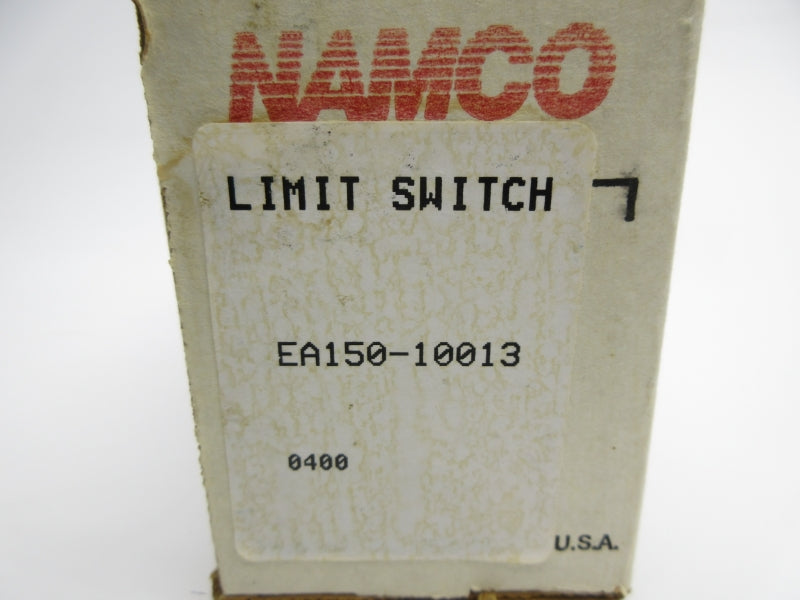 NAMCO
LIMIT SWITCH
EA150-10013
0400
U.S.A.